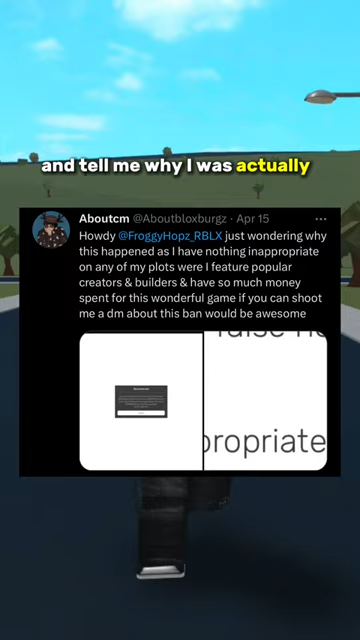 and tell me why I was actually
Aboutcm @Aboutbloxburgz · Apr 15
Howdy @FroggyHopz_RBLX just wondering why
this happened as I have nothing inappropriate
on any of my plots were I feature popular
creators & builders & have so much money
spent for this wonderful game if you can shoot
me a dm about this ban would be awesome
propriate